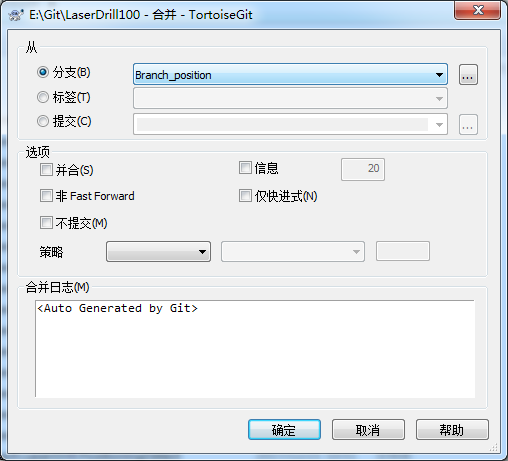 E:\Git\LaserDrill100 - 合并 - TortoiseGit
从
分支(B)
Branch_position
...
标签(T)
提交(C)
...
选项
并合(S)
信息
20
非 Fast Forward
仅快进式(N)
不提交(M)
策略
合并日志(M)
<Auto Generated by Git>
确定
取消
帮助